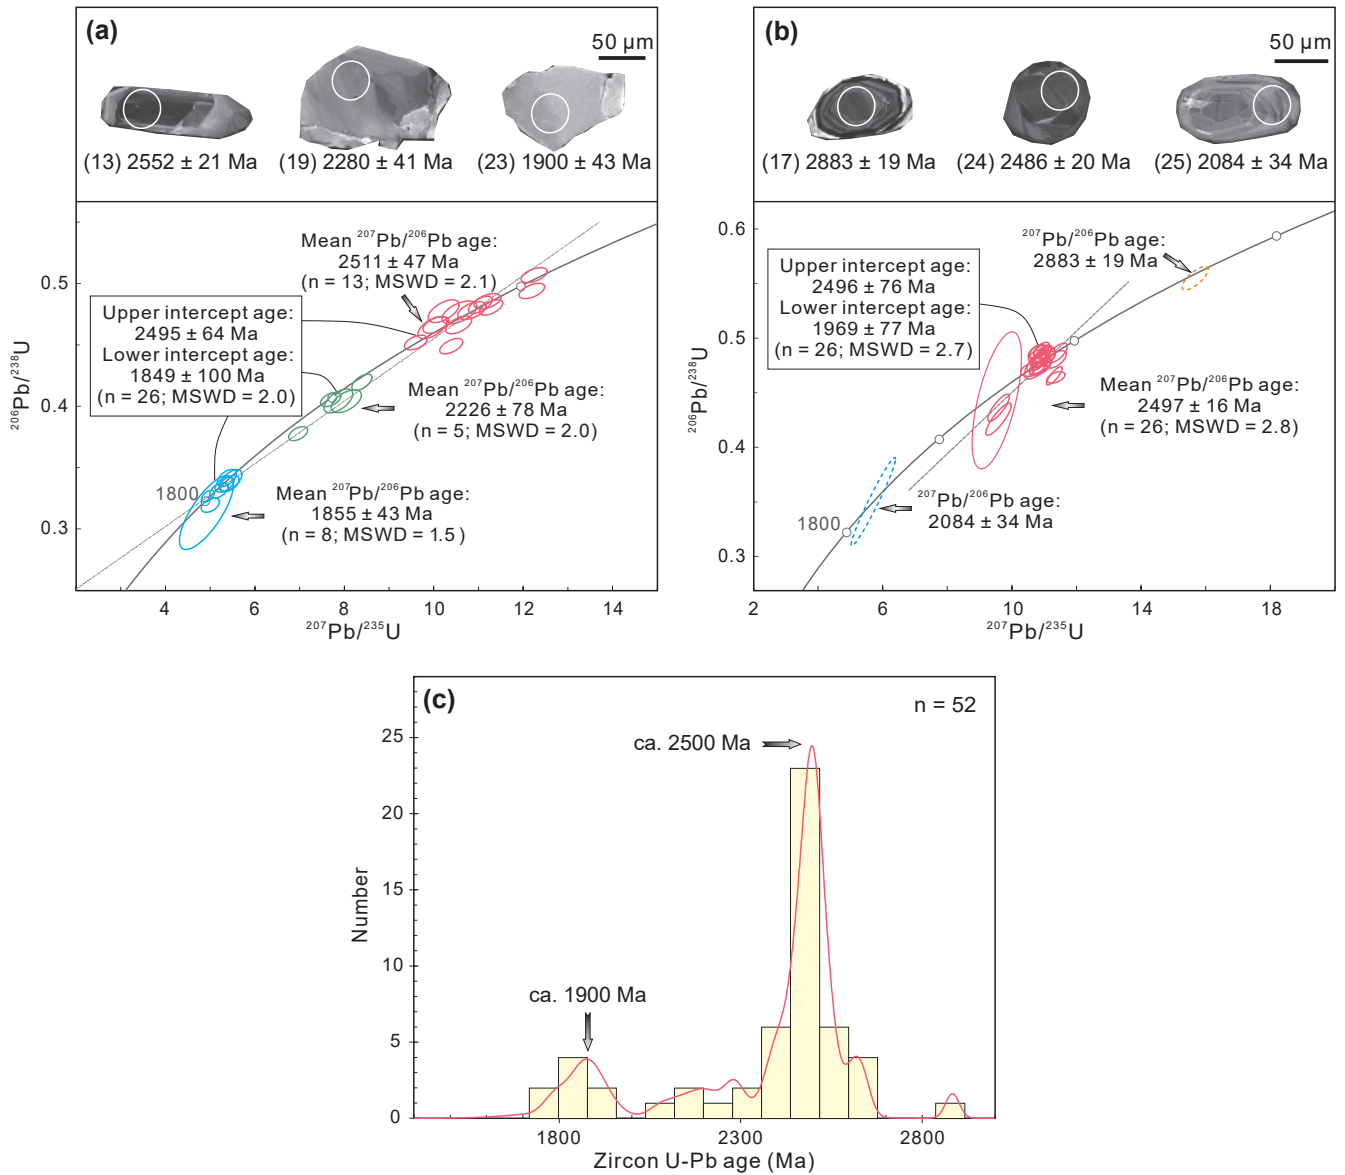 (a)
50 µm
(13) 2552 ± 21 Ma
(19) 2280 ± 41 Ma
(23) 1900 ± 43 Ma
Mean ²⁰⁷Pb/²⁰⁶Pb age:
2511 ± 47 Ma
(n = 13; MSWD = 2.1)
Upper intercept age:
2495 ± 64 Ma
Lower intercept age:
1849 ± 100 Ma
(n = 26; MSWD = 2.0)
Mean ²⁰⁷Pb/²⁰⁶Pb age:
2226 ± 78 Ma
(n = 5; MSWD = 2.0)
1800
Mean ²⁰⁷Pb/²⁰⁶Pb age:
1855 ± 43 Ma
(n = 8; MSWD = 1.5)
0.5
0.4
0.3
²⁰⁶Pb/²³⁸U
4
6
8
10
12
14
²⁰⁷Pb/²³⁵U
(b)
50 µm
(17) 2883 ± 19 Ma
(24) 2486 ± 20 Ma
(25) 2084 ± 34 Ma
²⁰⁷Pb/²⁰⁶Pb age:
2883 ± 19 Ma
Upper intercept age:
2496 ± 76 Ma
Lower intercept age:
1969 ± 77 Ma
(n = 26; MSWD = 2.7)
Mean ²⁰⁷Pb/²⁰⁶Pb age:
2497 ± 16 Ma
(n = 26; MSWD = 2.8)
²⁰⁷Pb/²⁰⁶Pb age:
2084 ± 34 Ma
1800
0.6
0.5
0.4
0.3
²⁰⁶Pb/²³⁸U
2
6
10
14
18
²⁰⁷Pb/²³⁵U
(c)
n = 52
ca. 2500 Ma
ca. 1900 Ma
25
20
15
10
5
0
Number
1800
2300
2800
Zircon U-Pb age (Ma)